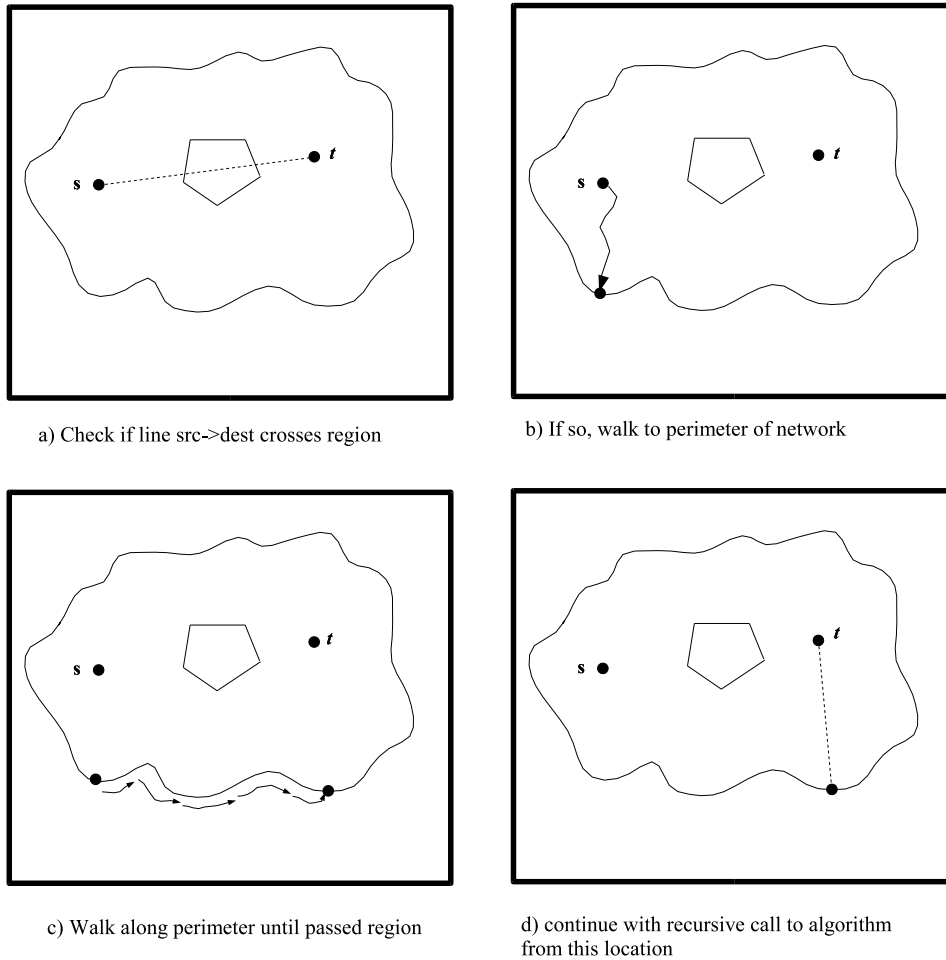 s
t
a) Check if line src->dest crosses region
s
t
b) If so, walk to perimeter of network
s
t
c) Walk along perimeter until passed region
s
t
d) continue with recursive call to algorithm
from this location